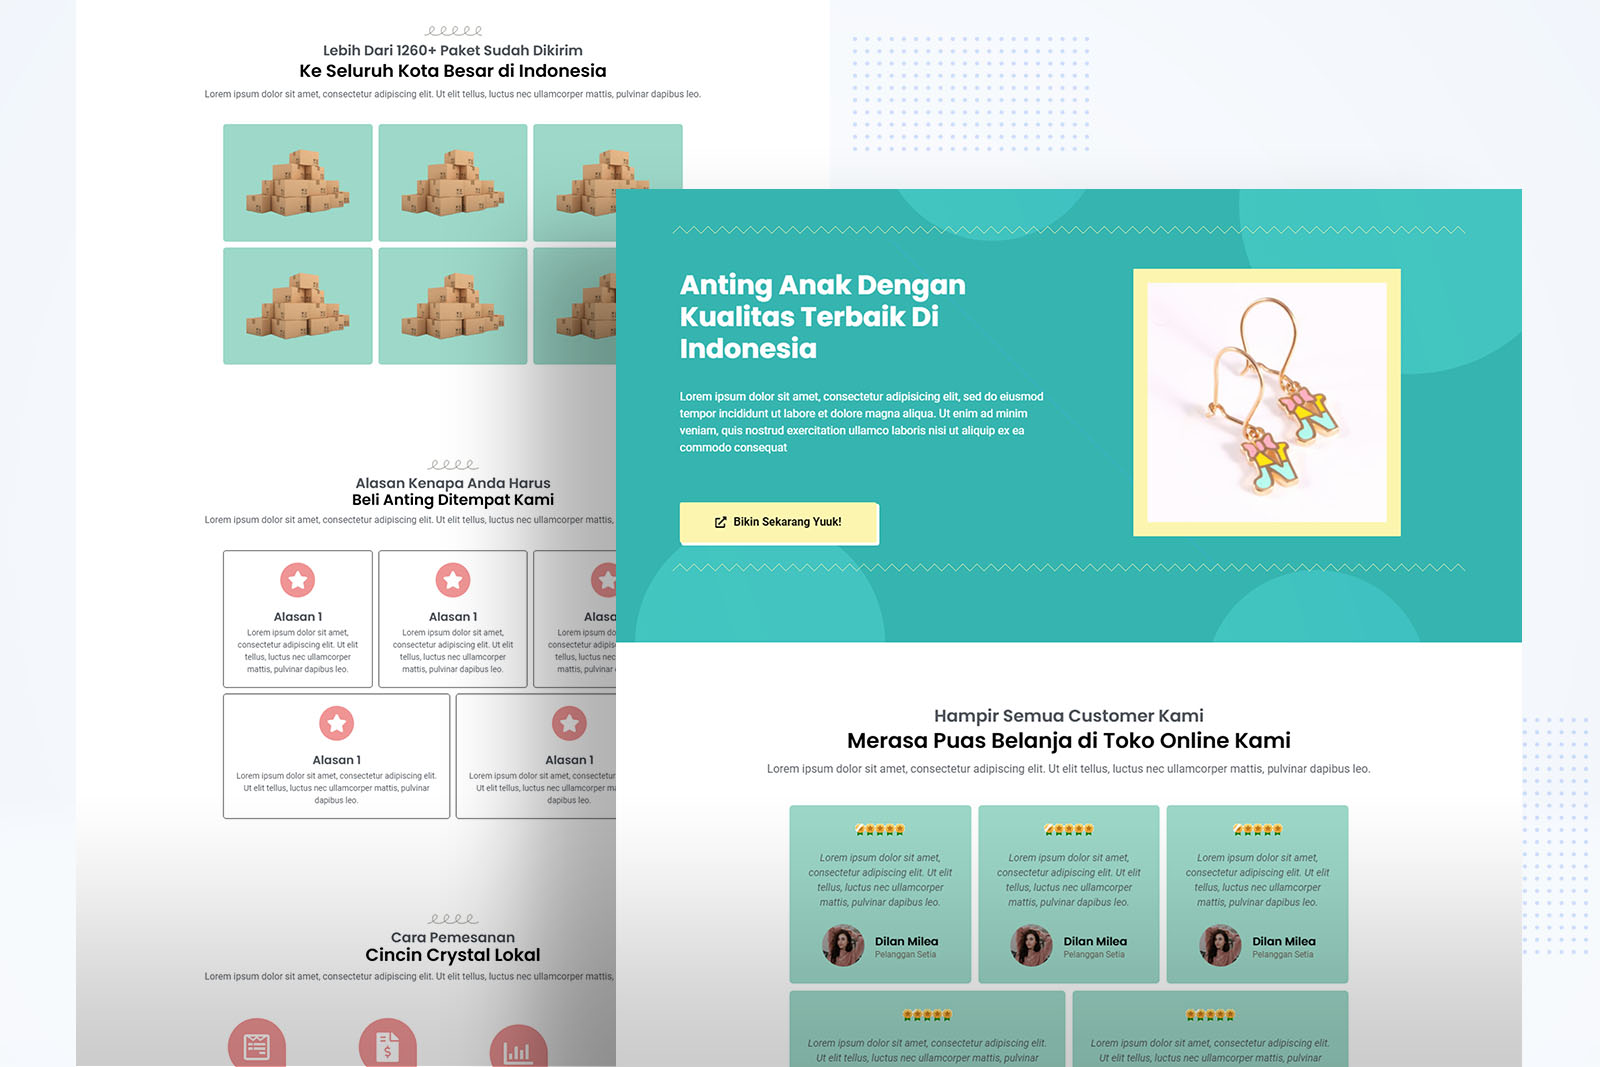 Lebih Dari 1260+ Paket Sudah Dikirim
Ke Seluruh Kota Besar di Indonesia
Lorem ipsum dolor sit amet, consectetur adipiscing elit. Ut elit tellus, luctus nec ullamcorper mattis, pulvinar dapibus leo.
Alasan Kenapa Anda Harus
Beli Anting Ditempat Kami
Lorem ipsum dolor sit amet, consectetur adipiscing elit. Ut elit tellus, luctus nec ullamcorper mattis,
Alasan 1
Lorem ipsum dolor sit amet,
consectetur adipiscing elit. Ut elit
tellus, luctus nec ullamcorper
mattis, pulvinar dapibus leo.
Alasan 1
Lorem ipsum dolor sit amet,
consectetur adipiscing elit. Ut elit
tellus, luctus nec ullamcorper
mattis, pulvinar dapibus leo.
Alasa
Lorem ipsum do
consectetur adipis
tellus, luctus nec
mattis, pulvinar
Alasan 1
Lorem ipsum dolor sit amet, consectetur adipiscing elit.
Ut elit tellus, luctus nec ullamcorper mattis, pulvinar
dapibus leo.
Alasan 1
Lorem ipsum dolor sit amet, consectetur
Ut elit tellus, luctus nec ullamcorper m
dapibus leo.
Cara Pemesanan
Cincin Crystal Lokal
Lorem ipsum dolor sit amet, consectetur adipiscing elit. Ut elit tellus, luctus nec ullamcorper mattis,
Anting Anak Dengan
Kualitas Terbaik Di
Indonesia
Lorem ipsum dolor sit amet, consectetur adipisicing elit, sed do eiusmod
tempor incididunt ut labore et dolore magna aliqua. Ut enim ad minim
veniam, quis nostrud exercitation ullamco laboris nisi ut aliquip ex ea
commodo consequat
Bikin Sekarang Yuuk!
Hampir Semua Customer Kami
Merasa Puas Belanja di Toko Online Kami
Lorem ipsum dolor sit amet, consectetur adipiscing elit. Ut elit tellus, luctus nec ullamcorper mattis, pulvinar dapibus leo.
Lorem ipsum dolor sit amet,
consectetur adipiscing elit. Ut elit
tellus, luctus nec ullamcorper
mattis, pulvinar dapibus leo.
Dilan Milea
Pelanggan Setia
Lorem ipsum dolor sit amet,
consectetur adipiscing elit. Ut elit
tellus, luctus nec ullamcorper
mattis, pulvinar dapibus leo.
Dilan Milea
Pelanggan Setia
Lorem ipsum dolor sit amet,
consectetur adipiscing elit. Ut elit
tellus, luctus nec ullamcorper
mattis, pulvinar dapibus leo.
Dilan Milea
Pelanggan Setia
Lorem ipsum dolor sit amet, consectetur adipiscing elit.
Ut elit tellus, luctus nec ullamcorper mattis, pulvinar
Lorem ipsum dolor sit amet, consectetur adipiscing elit.
Ut elit tellus, luctus nec ullamcorper mattis, pulvinar